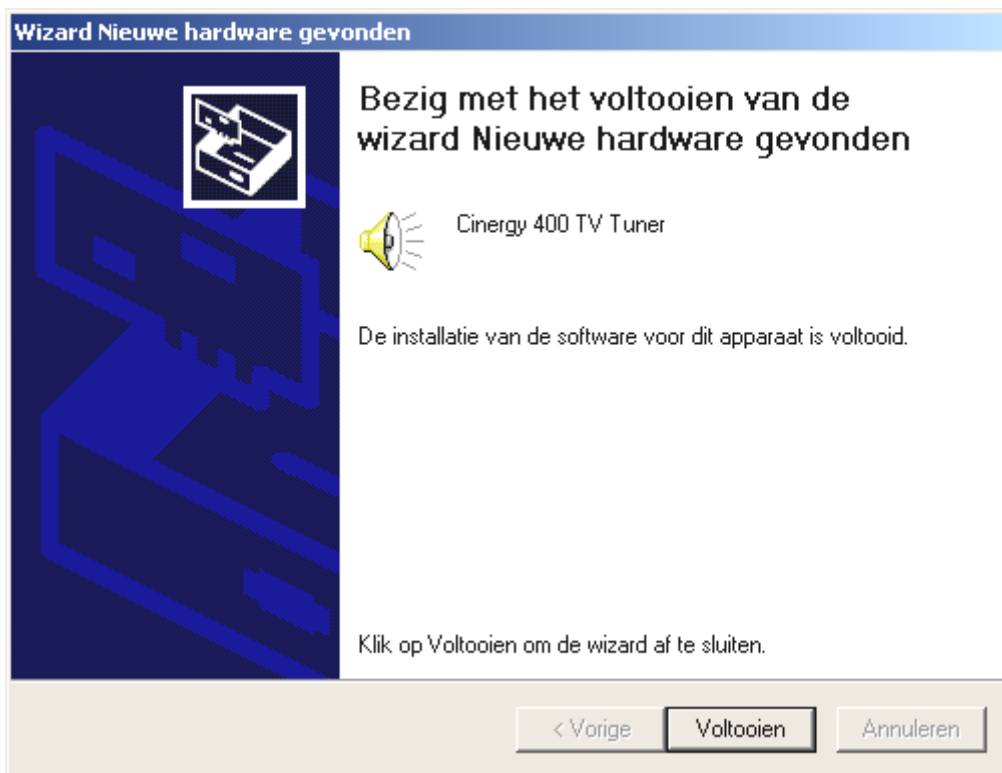 Wizard Nieuwe hardware gevonden
Bezig met het voltooien van de
wizard Nieuwe hardware gevonden
Cinergy 400 TV Tuner
De installatie van de software voor dit apparaat is voltooid.
Klik op Voltooien om de wizard af te sluiten.
< Vorige
Voltooien
Annuleren